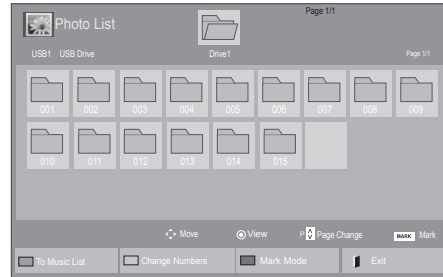 Page 1/1
Photo List
USB1 USB Drive Drive1 Page 1/1
001 002 003 004 005 006 007 008 009
010 011 012 013 014 015
Move View P Page Change MARK Mark
To Music List Change Numbers Mark Mode Exit